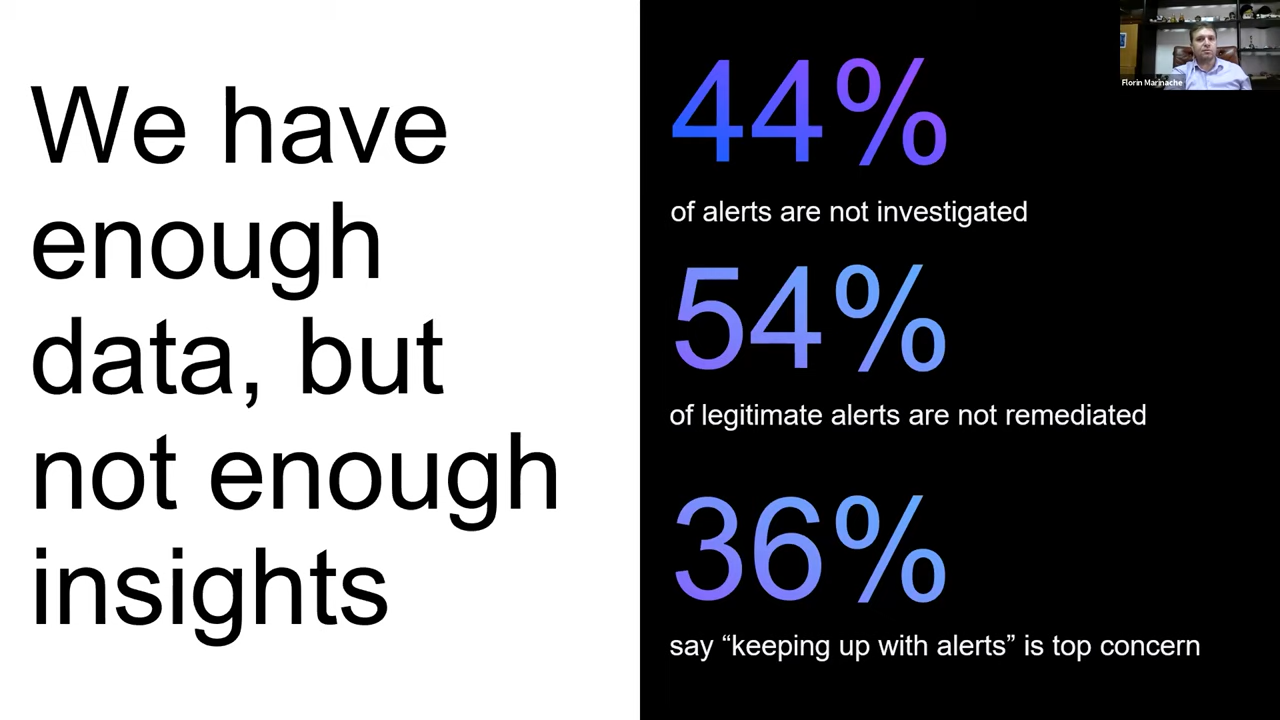 We have
enough
data, but
not enough
insights
44%
of alerts are not investigated
54%
of legitimate alerts are not remediated
36%
say “keeping up with alerts” is top concern
Florin Marinache